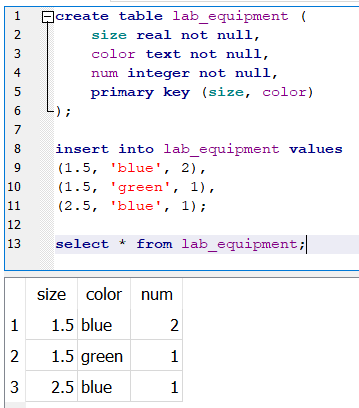 1 create table lab_equipment (
2 size real not null,
3 color text not null,
4 num integer not null,
5 primary key (size, color)
6 );
7
8 insert into lab_equipment values
9 (1.5, 'blue', 2),
10 (1.5, 'green', 1),
11 (2.5, 'blue', 1);
12
13 select * from lab_equipment;
size color num
1 1.5 blue 2
2 1.5 green 1
3 2.5 blue 1